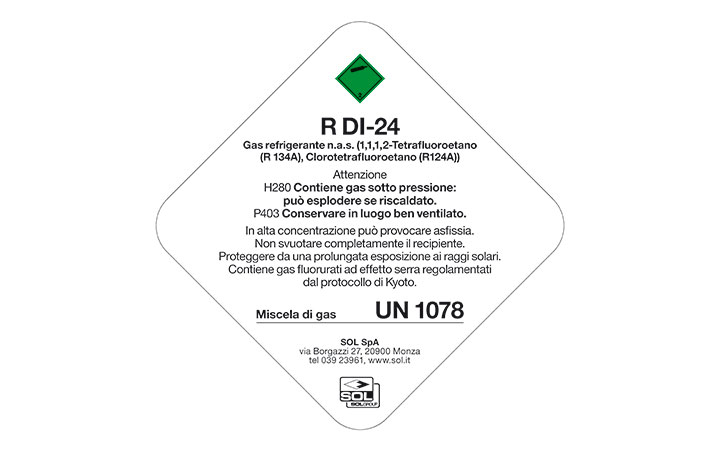 2
R DI-24
Gas refrigerante n.a.s. (1,1,1,2-Tetrafluoroetano
(R 134A), Clorotetrafluoroetano (R124A))
Attenzione
H280 Contiene gas sotto pressione:
può esplodere se riscaldato.
P403 Conservare in luogo ben ventilato.
In alta concentrazione può provocare asfissia.
Non svuotare completamente il recipiente.
Proteggere da una prolungata esposizione ai raggi solari.
Contiene gas fluorurati ad effetto serra regolamentati
dal protocollo di Kyoto.
Miscela di gas UN 1078
SOL SpA
via Borgazzi 27, 20900 Monza
tel 039 23961, www.sol.it
SOL
SOLGROUP